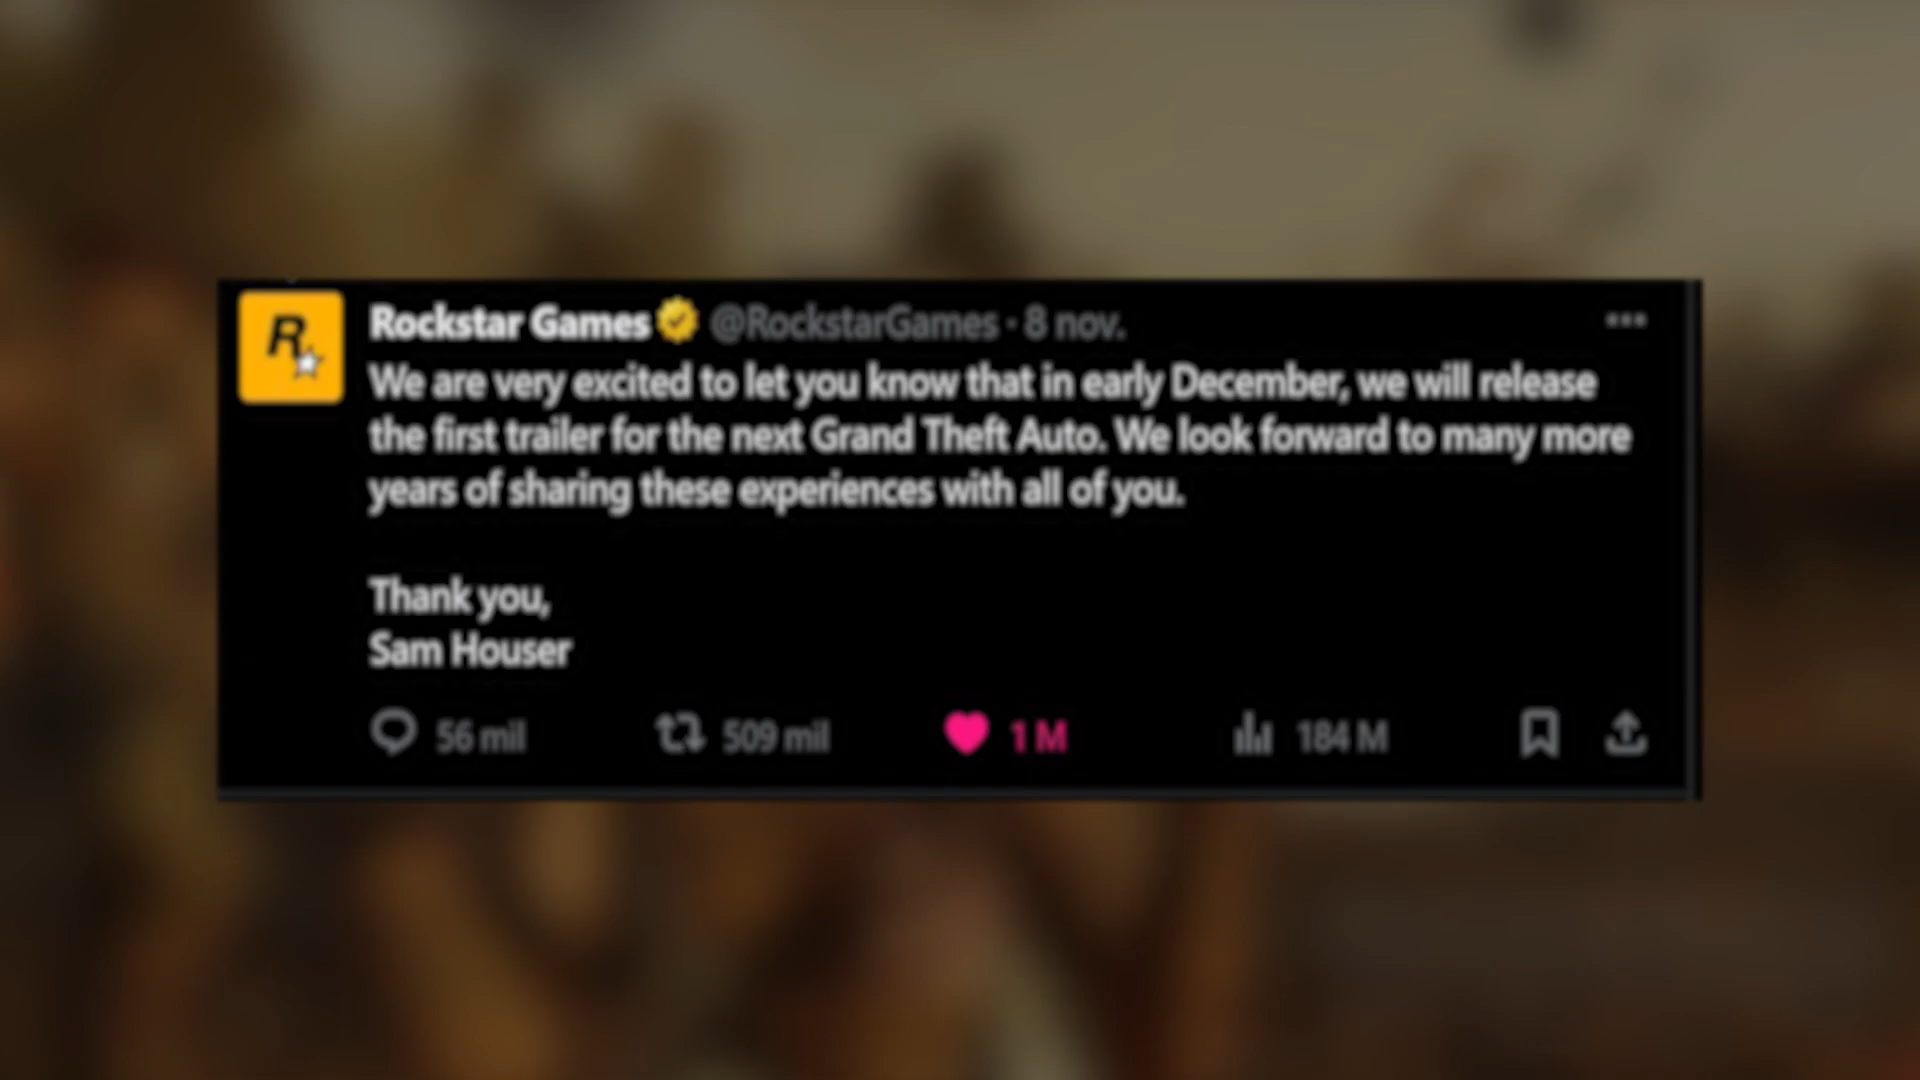 Rockstar Games @RockstarGames · 8 nov.
We are very excited to let you know that in early December, we will release
the first trailer for the next Grand Theft Auto. We look forward to many more
years of sharing these experiences with all of you.
Thank you,
Sam Houser
56 mil 509 mil 1 M 184 M